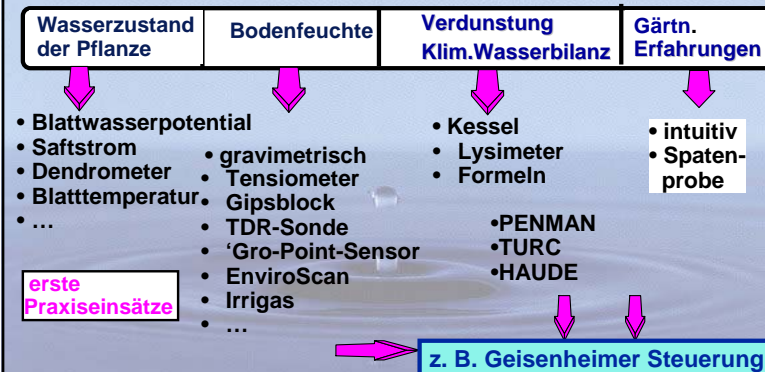 Wasserzustand
der Pflanze
Bodenfeuchte
Verdunstung
Klim.Wasserbilanz
Gärtn.
Erfahrungen
• Blattwasserpotential
• Saftstrom
• Dendrometer
• Blatttemperatur
• …
• gravimetrisch
• Tensiometer
• Gipsblock
• TDR-Sonde
• ‘Gro-Point-Sensor
• EnviroScan
• Irrigas
• …
• Kessel
• Lysimeter
• Formeln
•PENMAN
•TURC
•HAUDE
• intuitiv
• Spaten-
probe
erste
Praxiseinsätze
z. B. Geisenheimer Steuerung